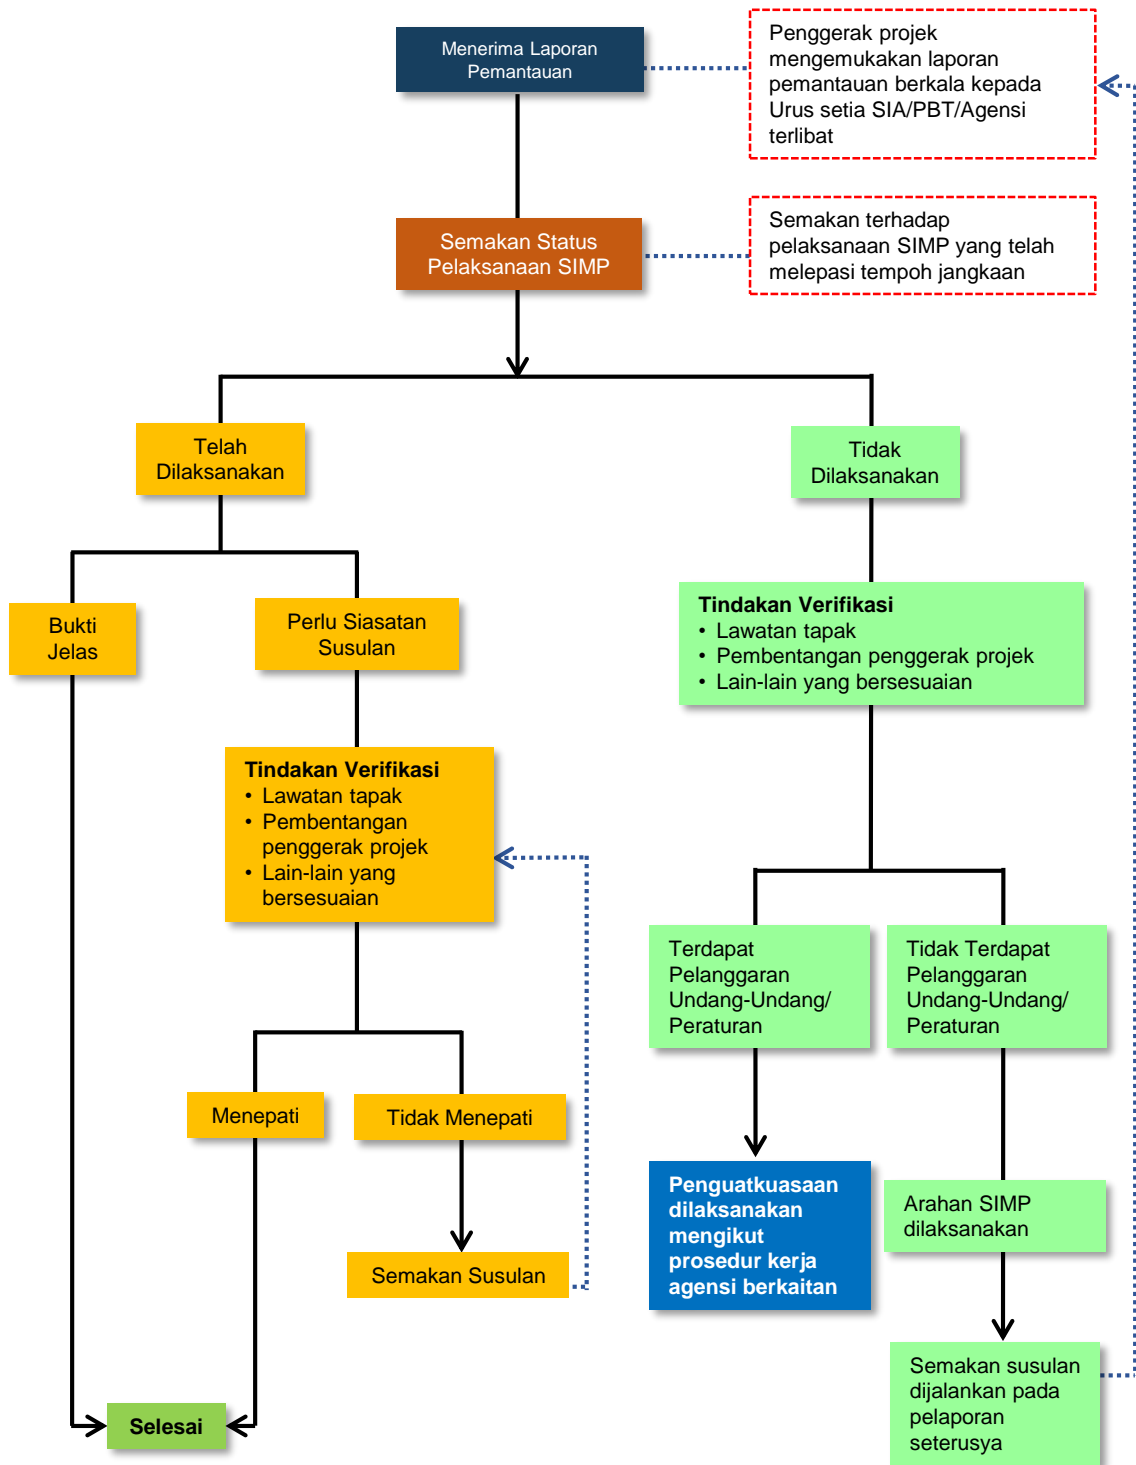 Menerima Laporan
Pemantauan
Penggerak projek
mengemukakan laporan
pemantauan berkala kepada
Urus setia SIA/PBT/Agensi
terlibat
Semakan Status
Pelaksanaan SIMP
Semakan terhadap
pelaksanaan SIMP yang telah
melepasi tempoh jangkaan
Telah
Dilaksanakan
Tidak
Dilaksanakan
Bukti
Jelas
Perlu Siasatan
Susulan
Tindakan Verifikasi
• Lawatan tapak
• Pembentangan penggerak projek
• Lain-lain yang bersesuaian
Tindakan Verifikasi
• Lawatan tapak
• Pembentangan
penggerak projek
• Lain-lain yang
bersesuaian
Terdapat
Pelanggaran
Undang-Undang/
Peraturan
Tidak Terdapat
Pelanggaran
Undang-Undang/
Peraturan
Menepati
Tidak Menepati
Penguatkuasaan
dilaksanakan
mengikut
prosedur kerja
agensi berkaitan
Arahan SIMP
dilaksanakan
Semakan Susulan
Semakan susulan
dijalankan pada
pelaporan
seterusya
Selesai